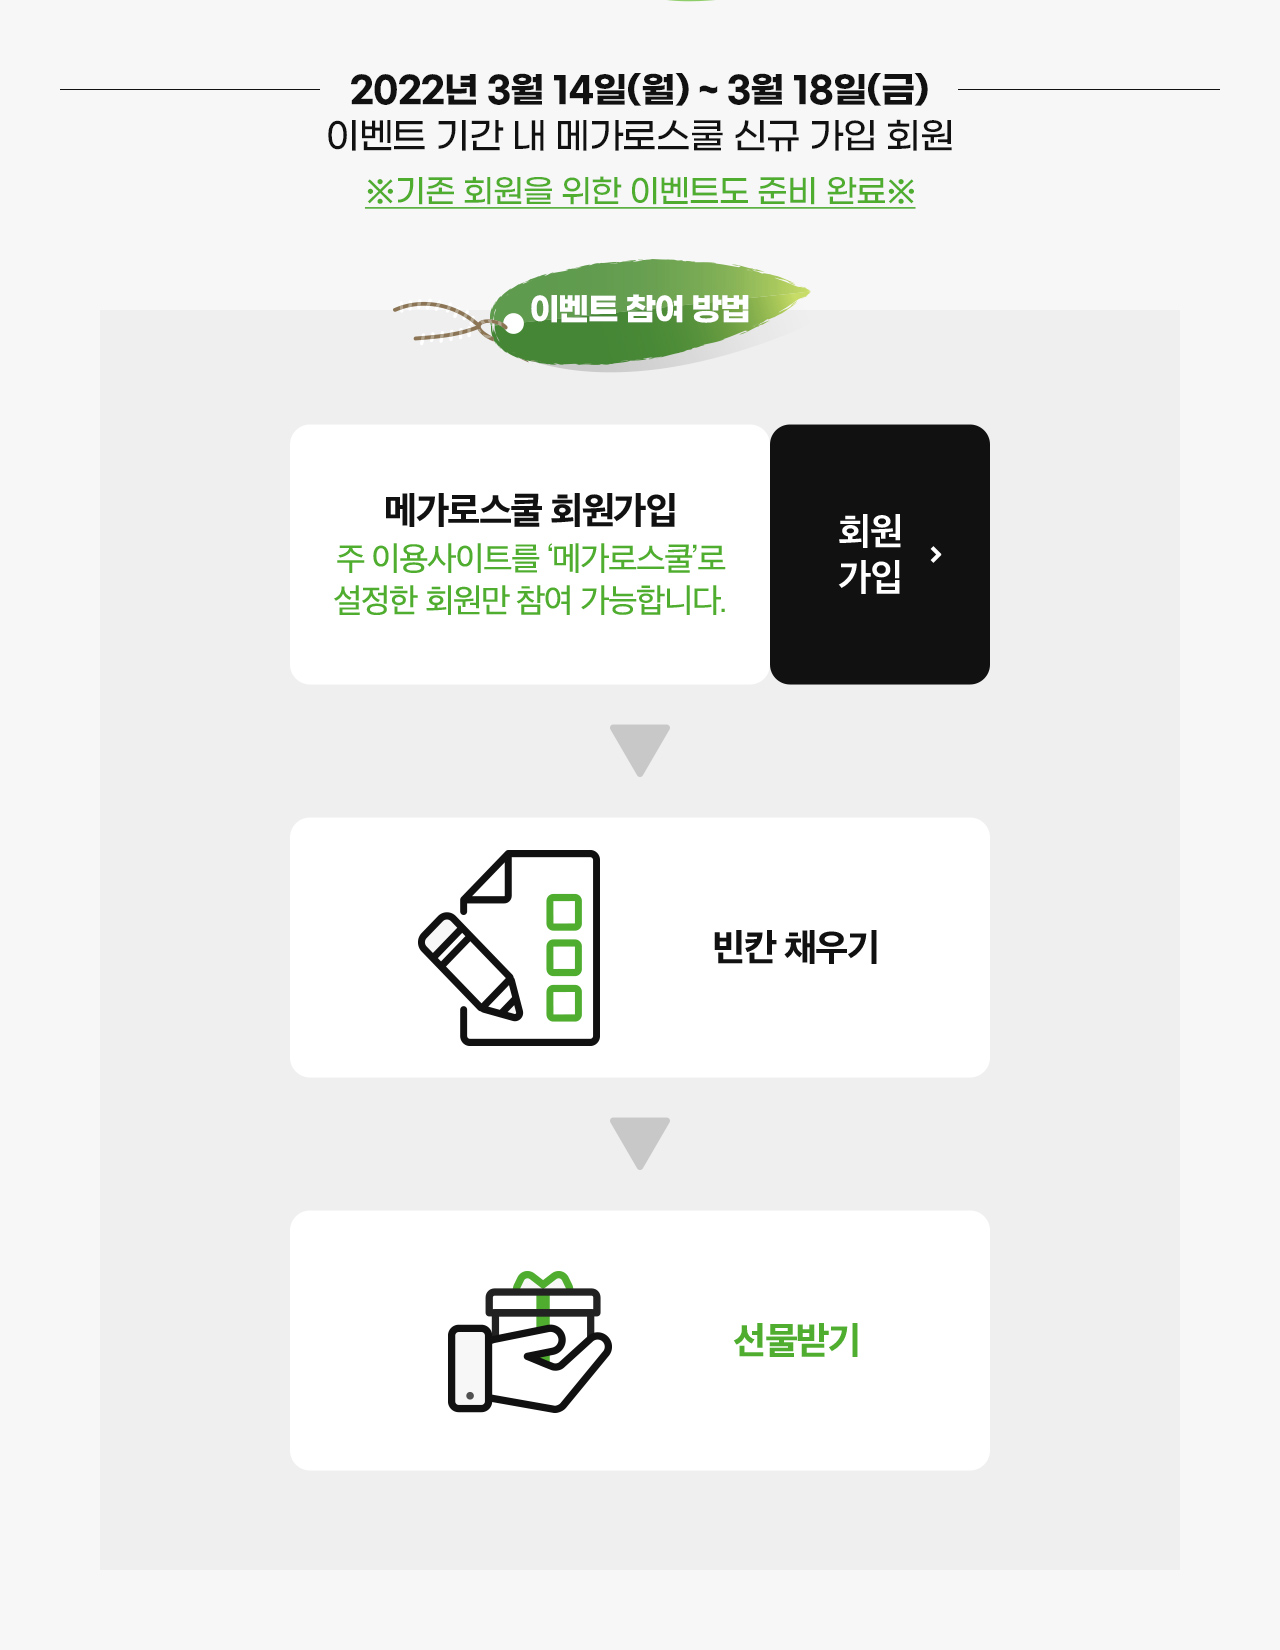 2022년 3월 14일(월) ~ 3월 18일(금)
이벤트 기간 내 메가로스쿨 신규 가입 회원
※기존 회원을 위한 이벤트도 준비 완료※
이벤트 참여 방법
메가로스쿨 회원가입
주 이용사이트를 ‘메가로스쿨’로
설정한 회원만 참여 가능합니다.
회원
가입
빈칸 채우기
선물받기